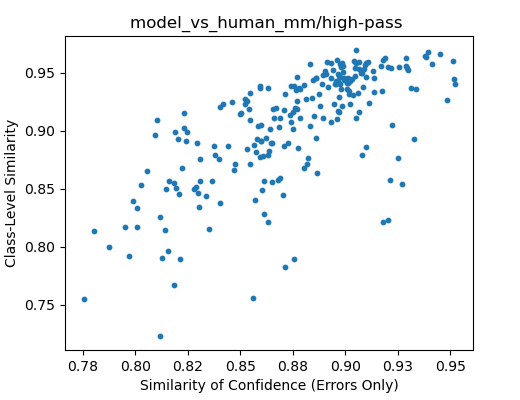 model_vs_human_mm/high-pass
Class-Level Similarity
0.95
0.90
0.85
0.80
0.75
0.78 0.80 0.82 0.85 0.88 0.90 0.93 0.95
Similarity of Confidence (Errors Only)